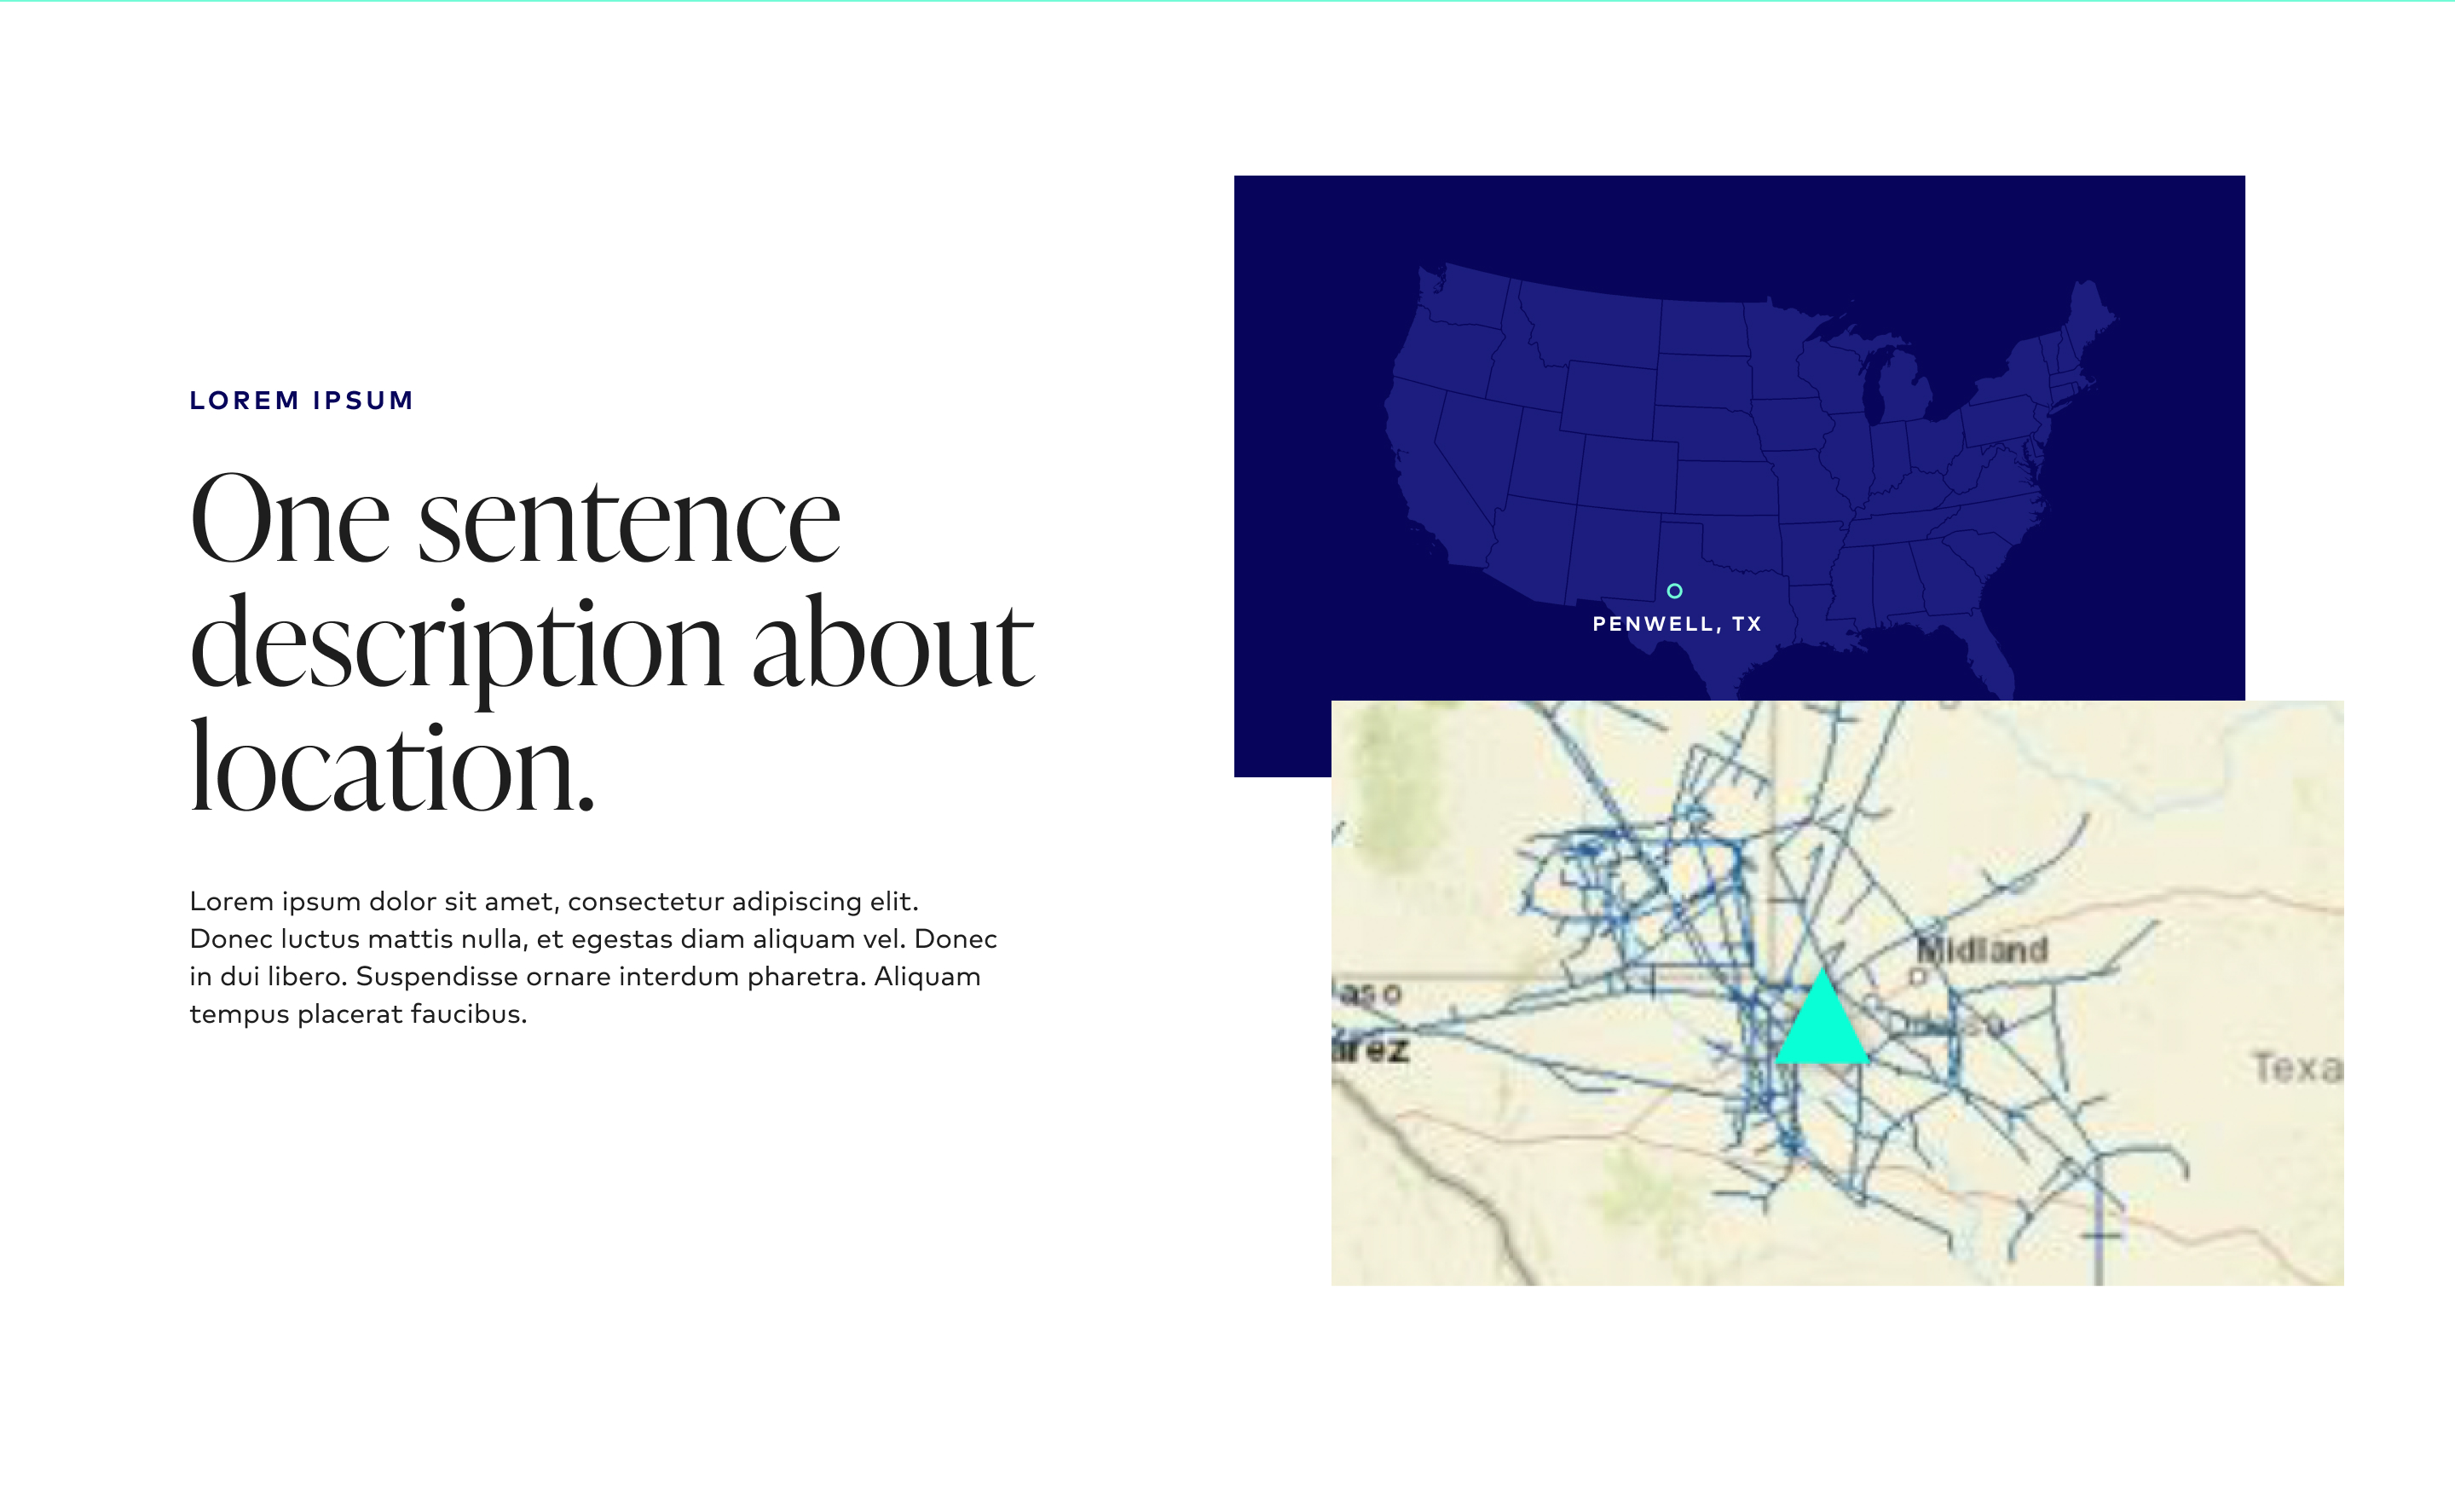 LOREM IPSUM
One sentence
description about
location.
Lorem ipsum dolor sit amet, consectetur adipiscing elit.
Donec luctus mattis nulla, et egestas diam aliquam vel. Donec
in dui libero. Suspendisse ornare interdum pharetra. Aliquam
tempus placerat faucibus.
PENWELL, TX
Midland
aso
Texa